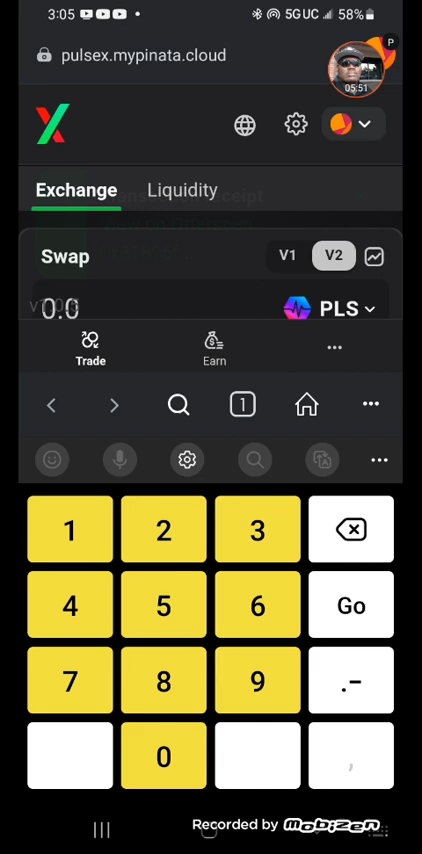 3:05 5G UC 58%
pulsex.mypinata.cloud
P
05:51
Exchange Liquidity
Swap V1 V2
0.0 PLS
Trade Earn
1
1 2 3
4 5 6 Go
7 8 9 .-
0 ,
Recorded by Mobizen